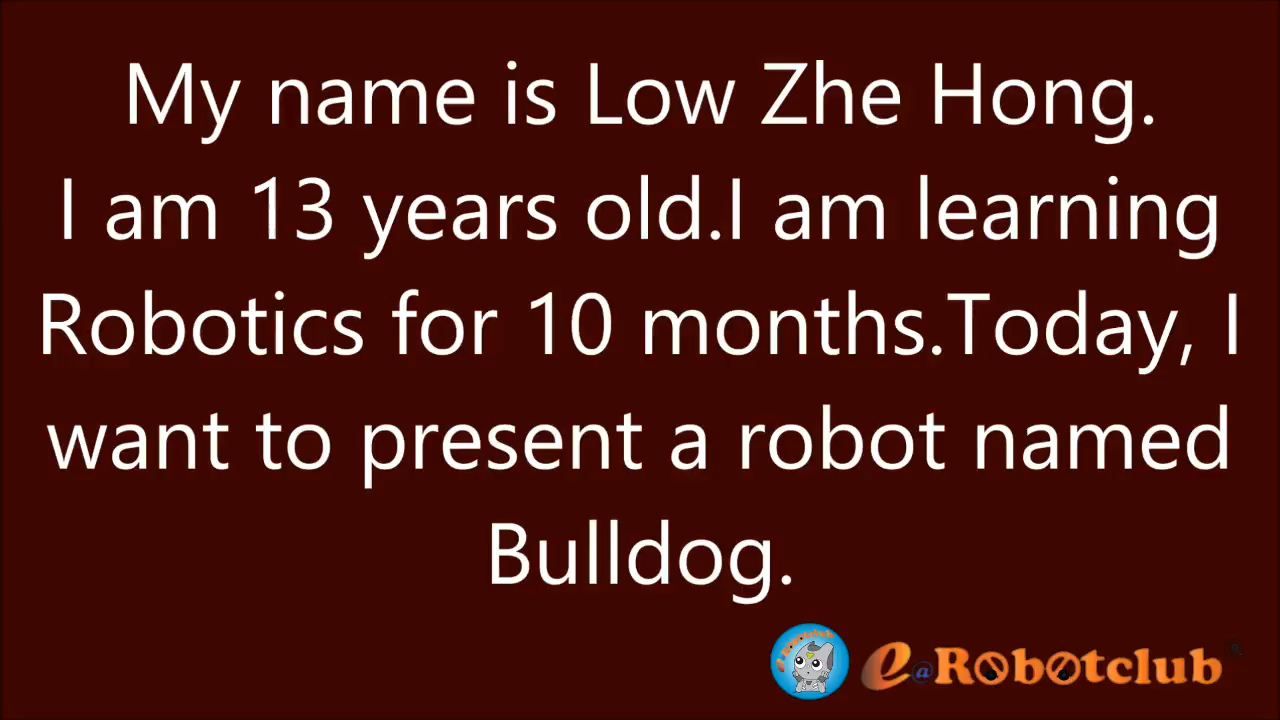 My name is Low Zhe Hong.
I am 13 years old.I am learning
Robotics for 10 months.Today, I
want to present a robot named
Bulldog.
e@Robotclub